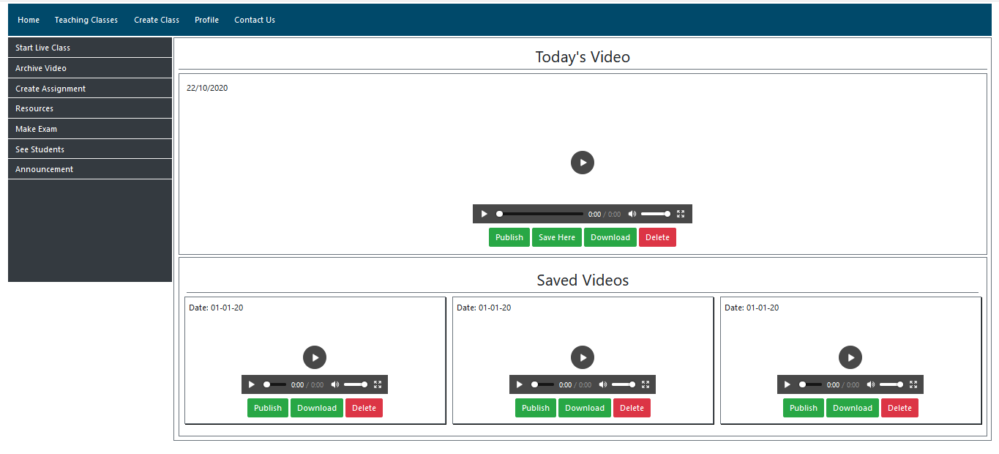 Home Teaching Classes Create Class Profile Contact Us
Start Live Class
Archive Video
Create Assignment
Resources
Make Exam
See Students
Announcement
Today's Video
22/10/2020
0:00 / 0:00
Publish Save Here Download Delete
Saved Videos
Date: 01-01-20
0:00 / 0:00
Publish Download Delete
Date: 01-01-20
0:00 / 0:00
Publish Download Delete
Date: 01-01-20
0:00 / 0:00
Publish Download Delete